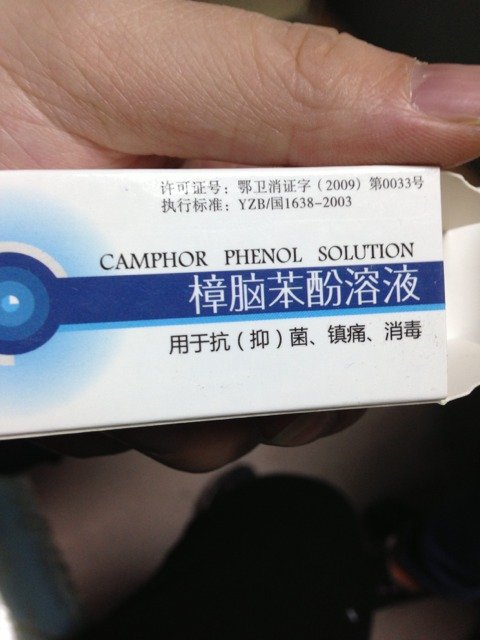 许可证号：鄂卫消证字（2009）第0033号
执行标准：YZB/国1638-2003
CAMPHOR PHENOL SOLUTION
樟脑苯酚溶液
用于抗（抑）菌、镇痛、消毒